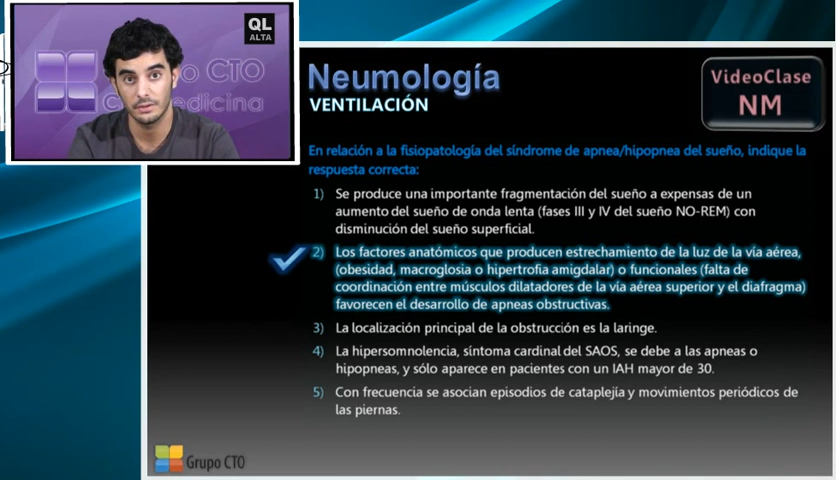 QL
ALTA
o CTO
edicina
Neumología
VENTILACIÓN
VideoClase
NM
En relación a la fisiopatología del síndrome de apnea/hipopnea del sueño, indique la
respuesta correcta:
1) Se produce una importante fragmentación del sueño a expensas de un
aumento del sueño de onda lenta (fases III y IV del sueño NO-REM) con
disminución del sueño superficial.
2) Los factores anatómicos que producen estrechamiento de la luz de la vía aérea,
(obesidad, macroglosia o hipertrofia amigdalar) o funcionales (falta de
coordinación entre músculos dilatadores de la vía aérea superior y el diafragma)
favorecen el desarrollo de apneas obstructivas.
3) La localización principal de la obstrucción es la laringe.
4) La hipersomnolencia, síntoma cardinal del SAOS, se debe a las apneas o
hipopneas, y sólo aparece en pacientes con un IAH mayor de 30.
5) Con frecuencia se asocian episodios de cataplejía y movimientos periódicos de
las piernas.
Grupo CTO